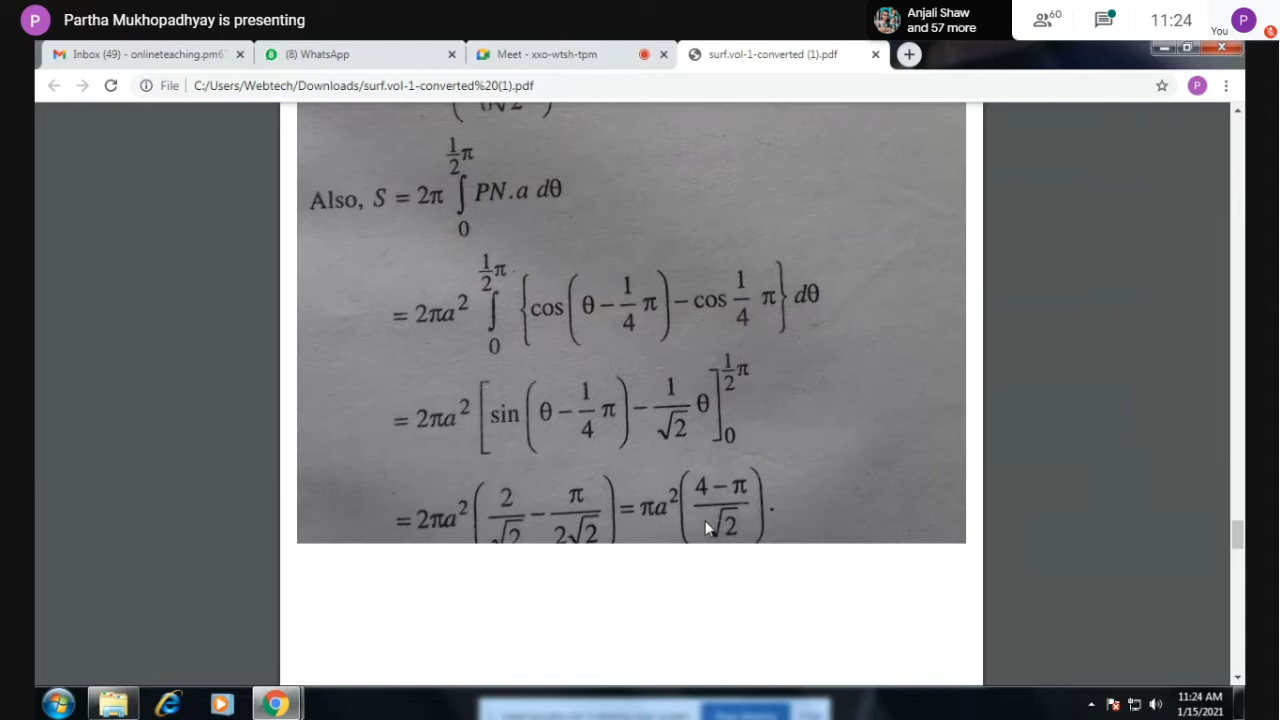 Partha Mukhopadhyay is presenting
Anjali Shaw
and 57 more
60
11:24
You
Inbox (49) - onlineteaching.pm6
(8) WhatsApp
Meet - xxo-wtsh-tpm
surf.vol-1-converted (1).pdf
File | C:/Users/Webtech/Downloads/surf.vol-1-converted%20(1).pdf
Also, S = 2π ∫₀^{½π} PN.a dθ
= 2πa² ∫₀^{½π} {cos(θ − 1/4 π) − cos 1/4 π} dθ
= 2πa² [sin(θ − 1/4 π) − 1/√2 θ]₀^{½π}
= 2πa² (2/√2 − π/2√2) = πa² (4 − π/√2).
11:24 AM
1/15/2021